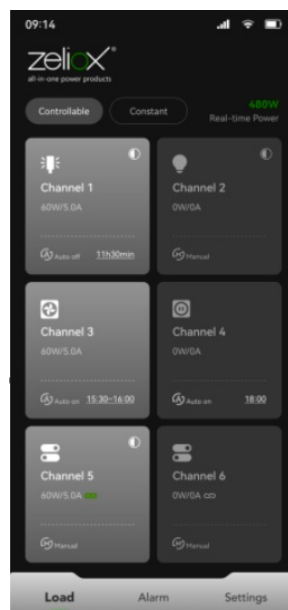 09:14
zeliox®
all-in-one power products
Controllable
Constant
480W
Real-time Power
Channel 1
60W/5.0A
Auto off 11h30min
Channel 2
0W/0A
Manual
Channel 3
60W/5.0A
Auto on 15:30~16:00
Channel 4
0W/0A
Auto on 18:00
Channel 5
60W/5.0A
Manual
Channel 6
0W/0A
Manual
Load
Alarm
Settings